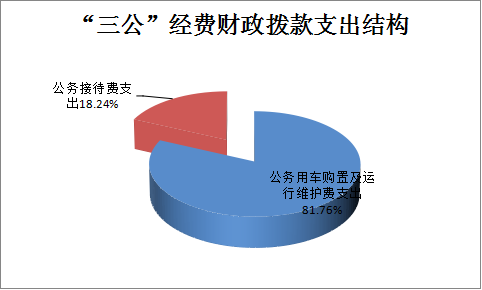 “三公”经费财政拨款支出结构
公务接待费支
出18.24%
公务用车购置及运
行维护费支出
81.76%